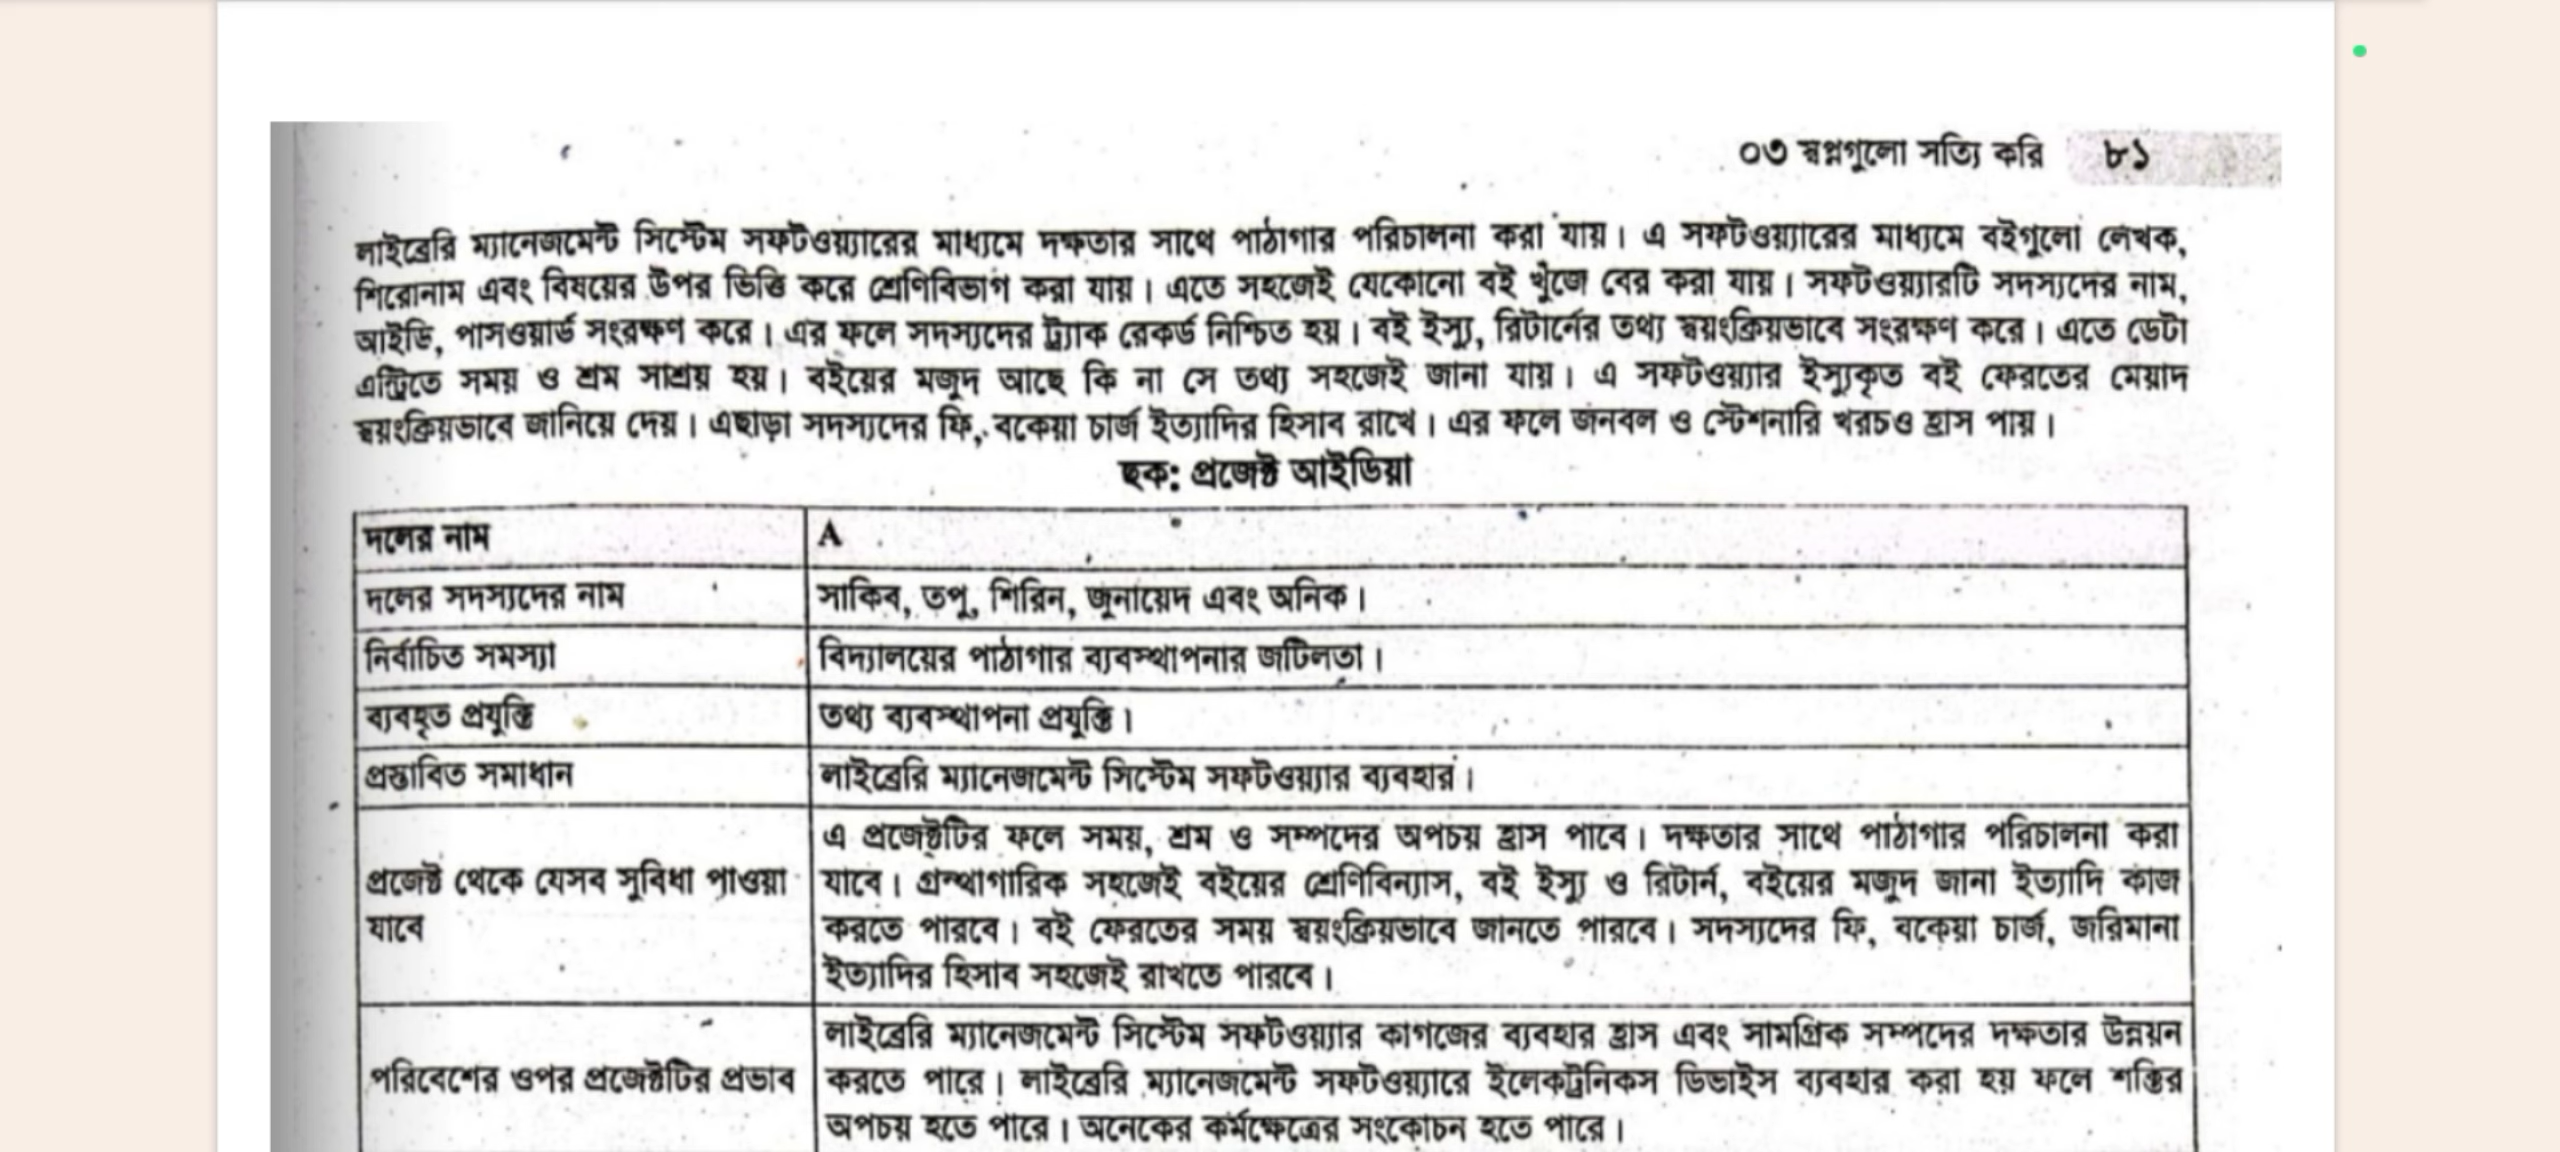 ০৩ স্বপ্নগুলো সত্যি করি ৮১
লাইব্রেরি ম্যানেজমেন্ট সিস্টেম সফটওয়্যারের মাধ্যমে দক্ষতার সাথে পাঠাগার পরিচালনা করা যায়। এ সফটওয়্যারের মাধ্যমে বইগুলো লেখক,
শিরোনাম এবং বিষয়ের উপর ভিত্তি করে শ্রেণিবিভাগ করা যায়। এতে সহজেই যেকোনো বই খুঁজে বের করা যায়। সফটওয়্যারটি সদস্যদের নাম,
আইডি, পাসওয়ার্ড সংরক্ষণ করে। এর ফলে সদস্যদের ট্র্যাক রেকর্ড নিশ্চিত হয়। বই ইস্যু, রিটার্নের তথ্য স্বয়ংক্রিয়ভাবে সংরক্ষণ করে। এতে ডেটা
এন্ট্রিতে সময় ও শ্রম সাশ্রয় হয়। বইয়ের মজুদ আছে কি না সে তথ্য সহজেই জানা যায়। এ সফটওয়্যার ইস্যুকৃত বই ফেরতের মেয়াদ
স্বয়ংক্রিয়ভাবে জানিয়ে দেয়। এছাড়া সদস্যদের ফি, বকেয়া চার্জ ইত্যাদির হিসাব রাখে। এর ফলে জনবল ও স্টেশনারি খরচও হ্রাস পায়।
ছক: প্রজেক্ট আইডিয়া
দলের নাম A
দলের সদস্যদের নাম সাকিব, তপু, শিরিন, জুনায়েদ এবং অনিক।
নির্বাচিত সমস্যা বিদ্যালয়ের পাঠাগার ব্যবস্থাপনার জটিলতা।
ব্যবহৃত প্রযুক্তি তথ্য ব্যবস্থাপনা প্রযুক্তি।
প্রস্তাবিত সমাধান লাইব্রেরি ম্যানেজমেন্ট সিস্টেম সফটওয়্যার ব্যবহার।
প্রজেক্ট থেকে যেসব সুবিধা পাওয়া
যাবে
এ প্রজেক্টটির ফলে সময়, শ্রম ও সম্পদের অপচয় হ্রাস পাবে। দক্ষতার সাথে পাঠাগার পরিচালনা করা
যাবে। গ্রন্থাগারিক সহজেই বইয়ের শ্রেণিবিন্যাস, বই ইস্যু ও রিটার্ন, বইয়ের মজুদ জানা ইত্যাদি কাজ
করতে পারবে। বই ফেরতের সময় স্বয়ংক্রিয়ভাবে জানতে পারবে। সদস্যদের ফি, বকেয়া চার্জ, জরিমানা
ইত্যাদির হিসাব সহজেই রাখতে পারবে।
পরিবেশের ওপর প্রজেক্টটির প্রভাব
লাইব্রেরি ম্যানেজমেন্ট সিস্টেম সফটওয়্যার কাগজের ব্যবহার হ্রাস এবং সামগ্রিক সম্পদের দক্ষতার উন্নয়ন
করতে পারে। লাইব্রেরি ম্যানেজমেন্ট সফটওয়্যারে ইলেকট্রনিকস ডিভাইস ব্যবহার করা হয় ফলে শক্তির
অপচয় হতে পারে। অনেকের কর্মক্ষেত্রের সংকোচন হতে পারে।